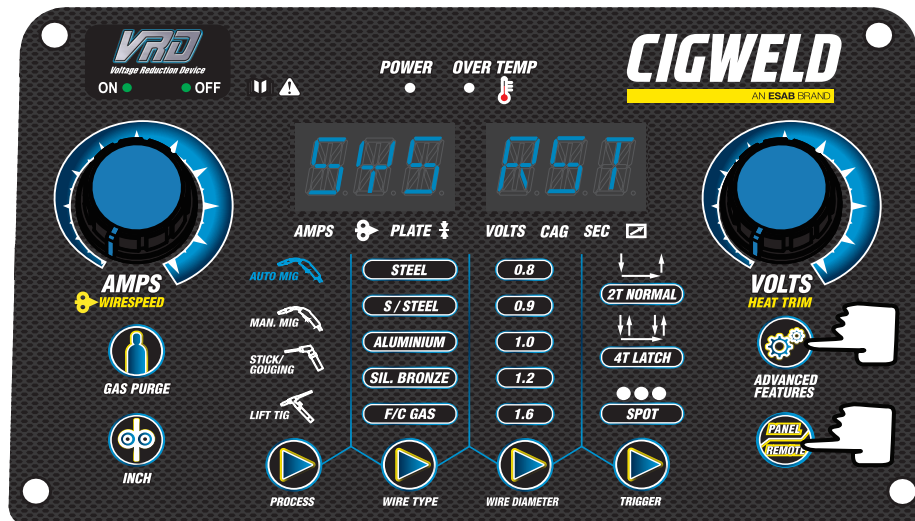 VRD
Voltage Reduction Device
ON OFF
POWER OVER TEMP
CIGWELD
AN ESAB BRAND
SYS RST
AMPS PLATE VOLTS CAG SEC
AMPS
WIRESPEED
VOLTS
HEAT TRIM
GAS PURGE
INCH
AUTO MIG
MAN. MIG
STICK/
GOUGING
LIFT TIG
PROCESS
STEEL
S / STEEL
ALUMINIUM
SIL. BRONZE
F/C GAS
WIRE TYPE
0.8
0.9
1.0
1.2
1.6
WIRE DIAMETER
2T NORMAL
4T LATCH
SPOT
TRIGGER
ADVANCED
FEATURES
PANEL
REMOTE